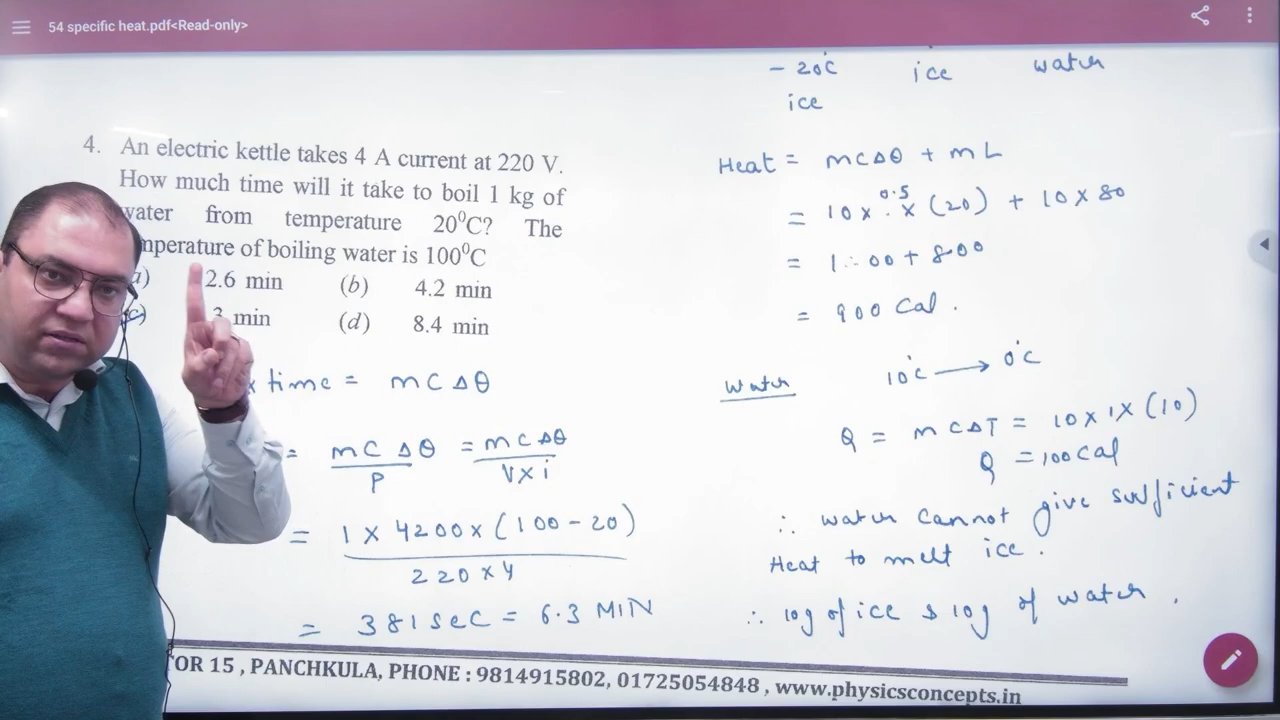 54 specific heat.pdf<Read-only>
4. An electric kettle takes 4 A current at 220 V.
How much time will it take to boil 1 kg of
water from temperature 20⁰C? The
temperature of boiling water is 100⁰C
a) 2.6 min (b) 4.2 min
(c) min (d) 8.4 min
x time = mcΔθ
= mcΔθ/P = mcΔθ/V×i
= 1 × 4200 × (100 - 20)
220 × 4
= 381 sec = 6.3 MIN
- 20°C ice water
ice
Heat = mcΔθ + mL
= 10 × 0.5 × (20) + 10 × 80
= 100 + 800
= 900 Cal.
Water 10°C → 0°C
Q = mcΔT = 10 × 1 × (10)
Q = 100 Cal
∴ water cannot give sufficient
Heat to melt ice.
∴ 10g of ice & 10g of water.
TOR 15 , PANCHKULA, PHONE : 9814915802, 01725054848 , www.physicsconcepts.in